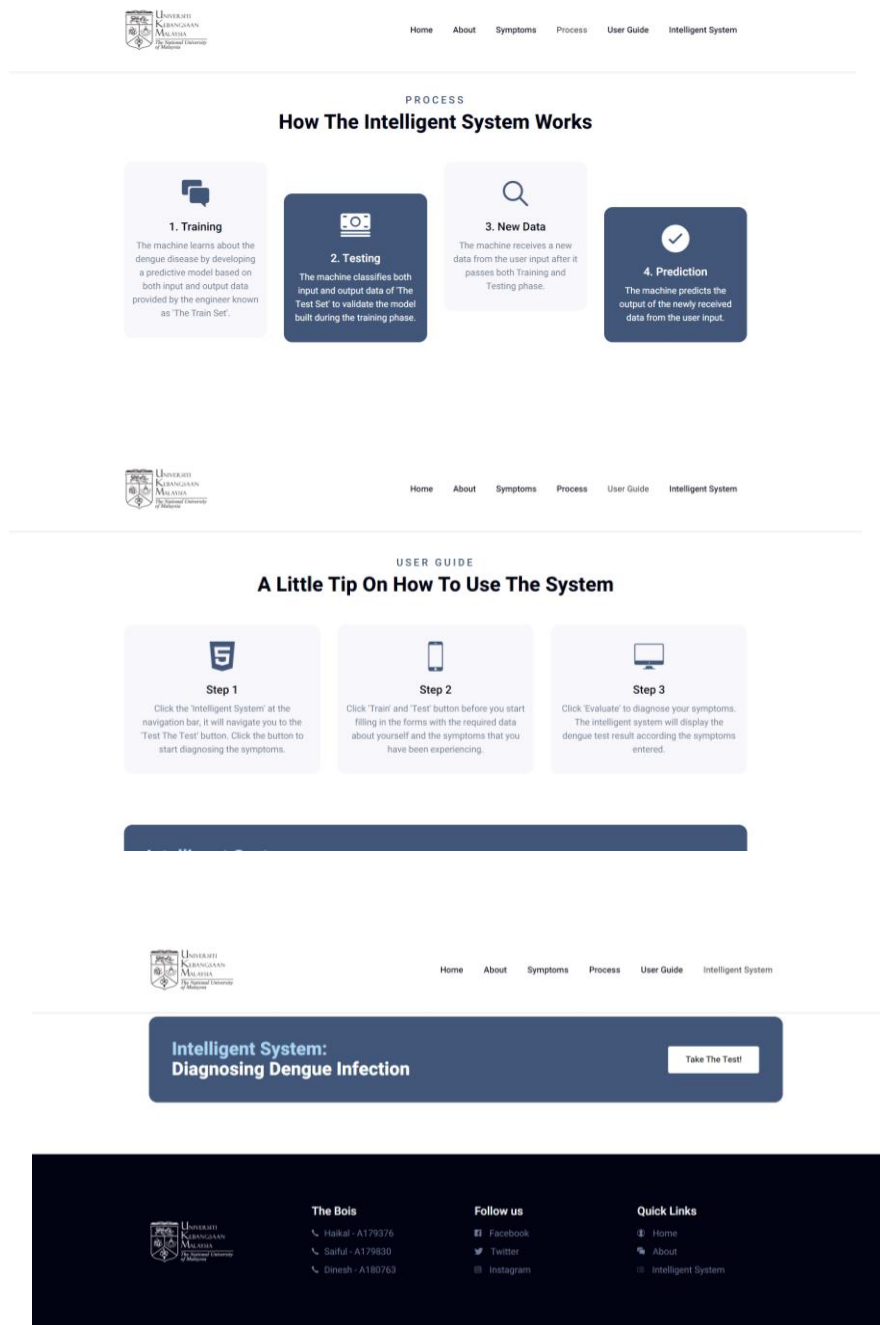 UNIVERSITI
KEBANGSAAN
MALAYSIA
The National University
of Malaysia
Home About Symptoms Process User Guide Intelligent System
PROCESS
How The Intelligent System Works
1. Training
The machine learns about the
dengue disease by developing
a predictive model based on
both input and output data
provided by the engineer known
as 'The Train Set'.
2. Testing
The machine classifies both
input and output data of 'The
Test Set' to validate the model
built during the training phase.
3. New Data
The machine receives a new
data from the user input after it
passes both Training and
Testing phase.
4. Prediction
The machine predicts the
output of the newly received
data from the user input.
UNIVERSITI
KEBANGSAAN
MALAYSIA
The National University
of Malaysia
Home About Symptoms Process User Guide Intelligent System
USER GUIDE
A Little Tip On How To Use The System
Step 1
Click the 'Intelligent System' at the
navigation bar, it will navigate you to the
'Test The Test' button. Click the button to
start diagnosing the symptoms.
Step 2
Click 'Train' and 'Test' button before you start
filling in the forms with the required data
about yourself and the symptoms that you
have been experiencing.
Step 3
Click 'Evaluate' to diagnose your symptoms.
The intelligent system will display the
dengue test result according the symptoms
entered.
UNIVERSITI
KEBANGSAAN
MALAYSIA
The National University
of Malaysia
Home About Symptoms Process User Guide Intelligent System
Intelligent System:
Diagnosing Dengue Infection
Take The Test!
UNIVERSITI
KEBANGSAAN
MALAYSIA
The National University
of Malaysia
The Bois
Haikal - A179376
Saiful - A179830
Dinesh - A180763
Follow us
Facebook
Twitter
Instagram
Quick Links
Home
About
Intelligent System